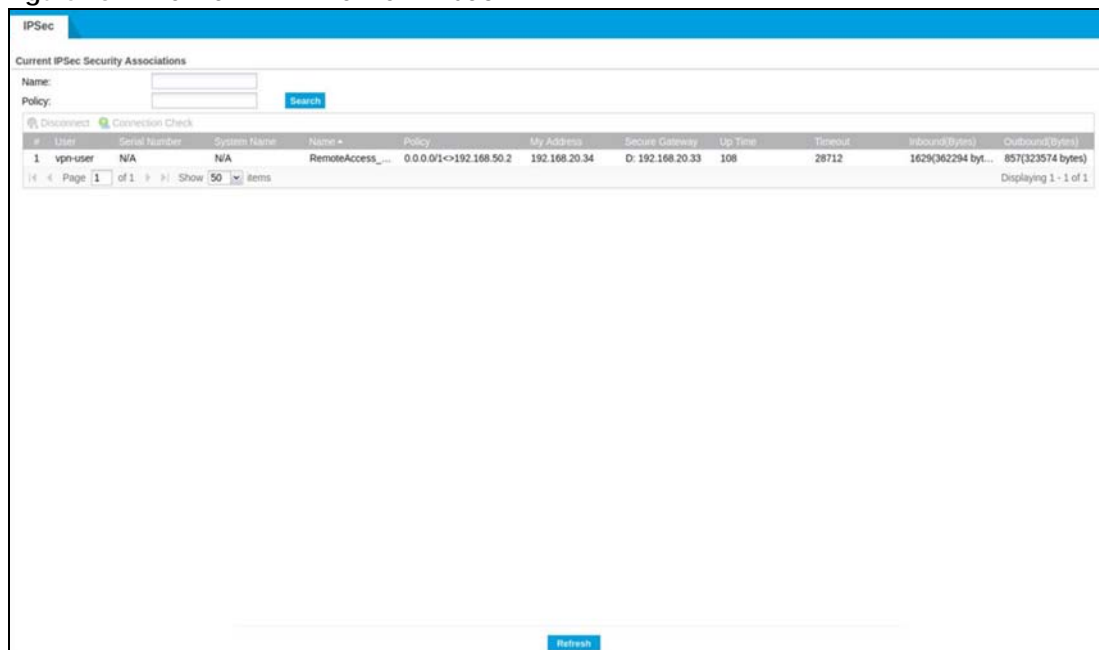 IPSec
Current IPSec Security Associations
Name:
Policy:
Search
Disconnect Connection Check
# User Serial Number System Name Name Policy My Address Secure Gateway Up Time Timeout Inbound(Bytes) Outbound(Bytes)
1 vpn-user N/A N/A RemoteAccess_... 0.0.0.0/1<>192.168.50.2 192.168.20.34 D: 192.168.20.33 108 28712 1629(362294 byt... 857(323574 bytes)
Page 1 of 1 Show 50 items Displaying 1 - 1 of 1
Refresh